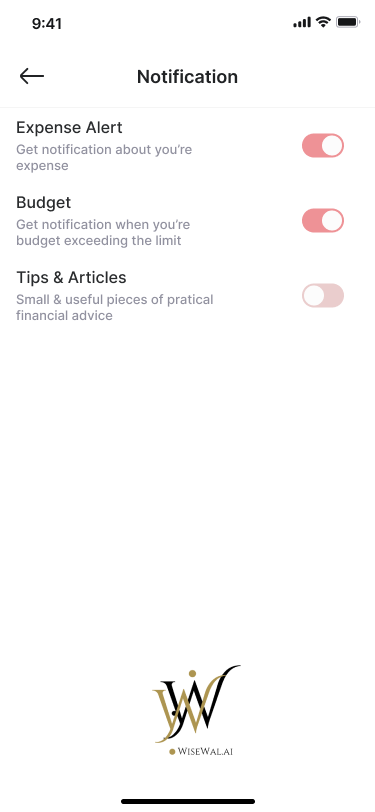 9:41
Notification
Expense Alert
Get notification about you're
expense
Budget
Get notification when you're
budget exceeding the limit
Tips & Articles
Small & useful pieces of pratical
financial advice
W
WiseWal.ai